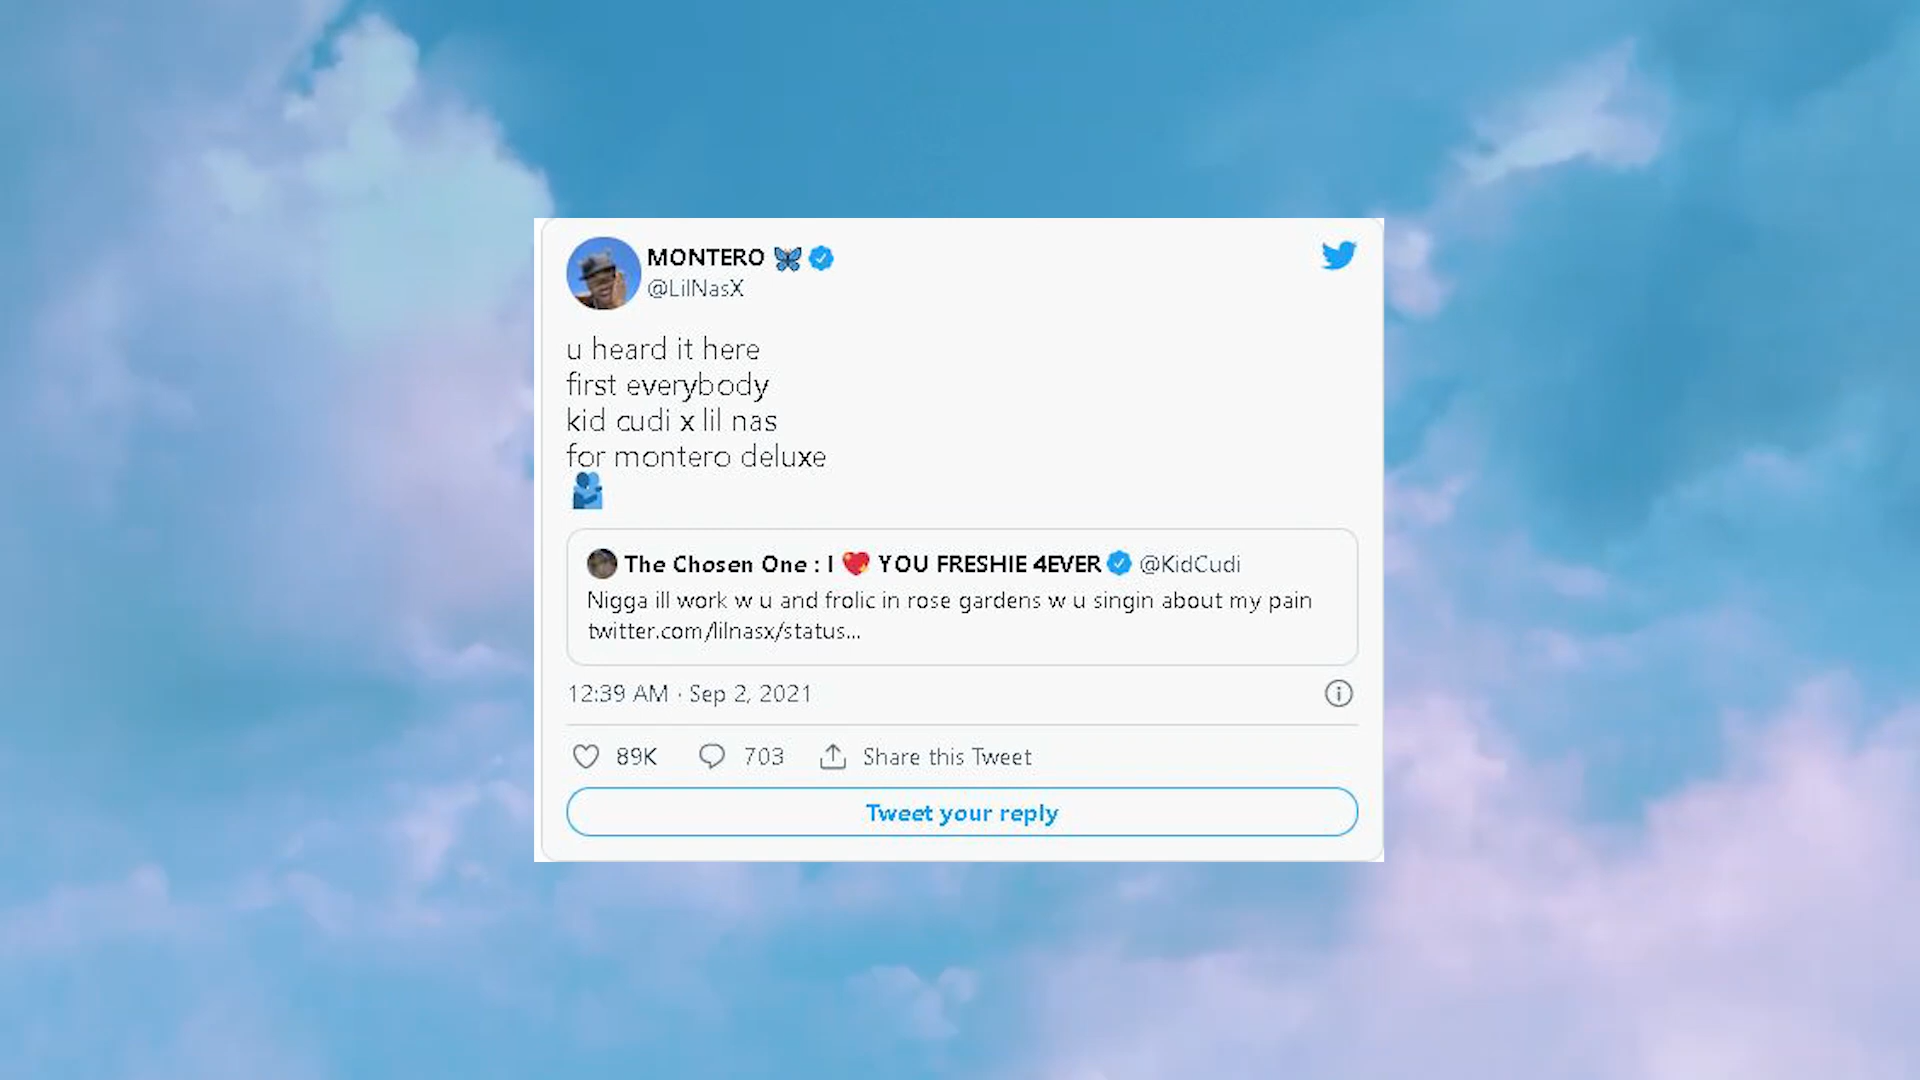 MONTERO 🦋
@LilNasX
u heard it here
first everybody
kid cudi x lil nas
for montero deluxe
🫂
The Chosen One : I 💖 YOU FRESHIE 4EVER @KidCudi
Nigga ill work w u and frolic in rose gardens w u singin about my pain
twitter.com/lilnasx/status...
12:39 AM · Sep 2, 2021
89K 703 Share this Tweet
Tweet your reply